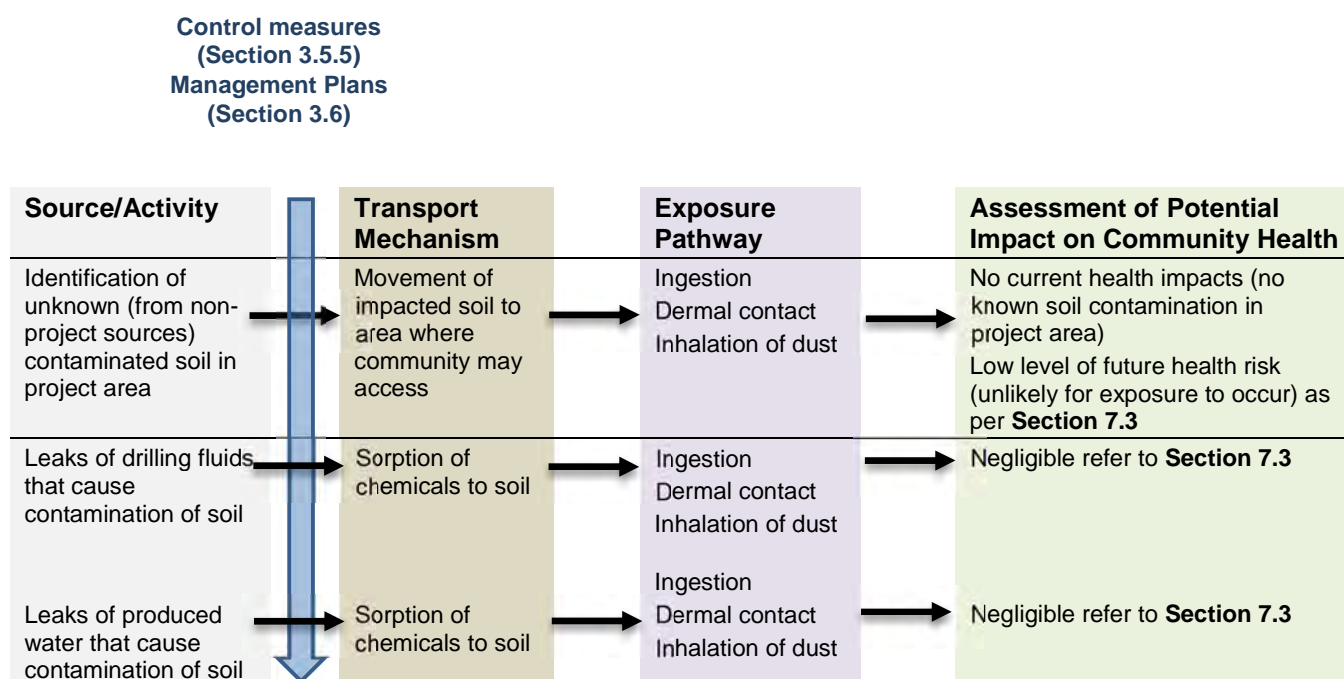 Control measures
(Section 3.5.5)
Management Plans
(Section 3.6)
Source/Activity
Transport
Mechanism
Exposure
Pathway
Assessment of Potential
Impact on Community Health
Identification of
unknown (from non-
project sources)
contaminated soil in
project area
Movement of
impacted soil to
area where
community may
access
Ingestion
Dermal contact
Inhalation of dust
No current health impacts (no
known soil contamination in
project area)
Low level of future health risk
(unlikely for exposure to occur) as
per Section 7.3
Leaks of drilling fluids
that cause
contamination of soil
Sorption of
chemicals to soil
Ingestion
Dermal contact
Inhalation of dust
Negligible refer to Section 7.3
Leaks of produced
water that cause
contamination of soil
Sorption of
chemicals to soil
Ingestion
Dermal contact
Inhalation of dust
Negligible refer to Section 7.3